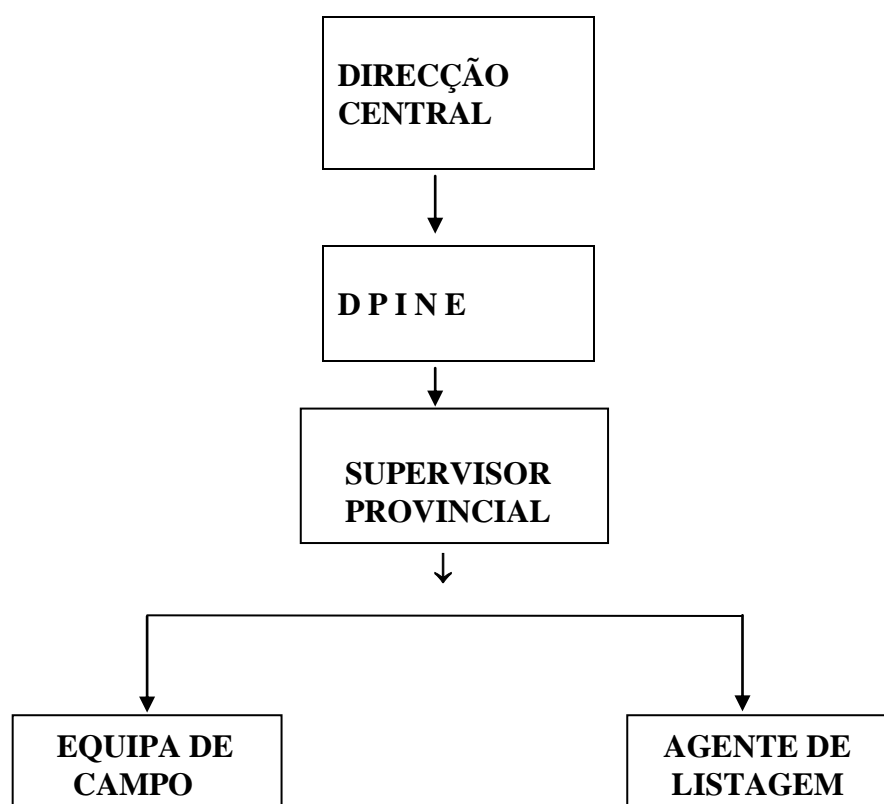 DIRECÇÃO
CENTRAL
D P I N E
SUPERVISOR
PROVINCIAL
EQUIPA DE
CAMPO
AGENTE DE
LISTAGEM